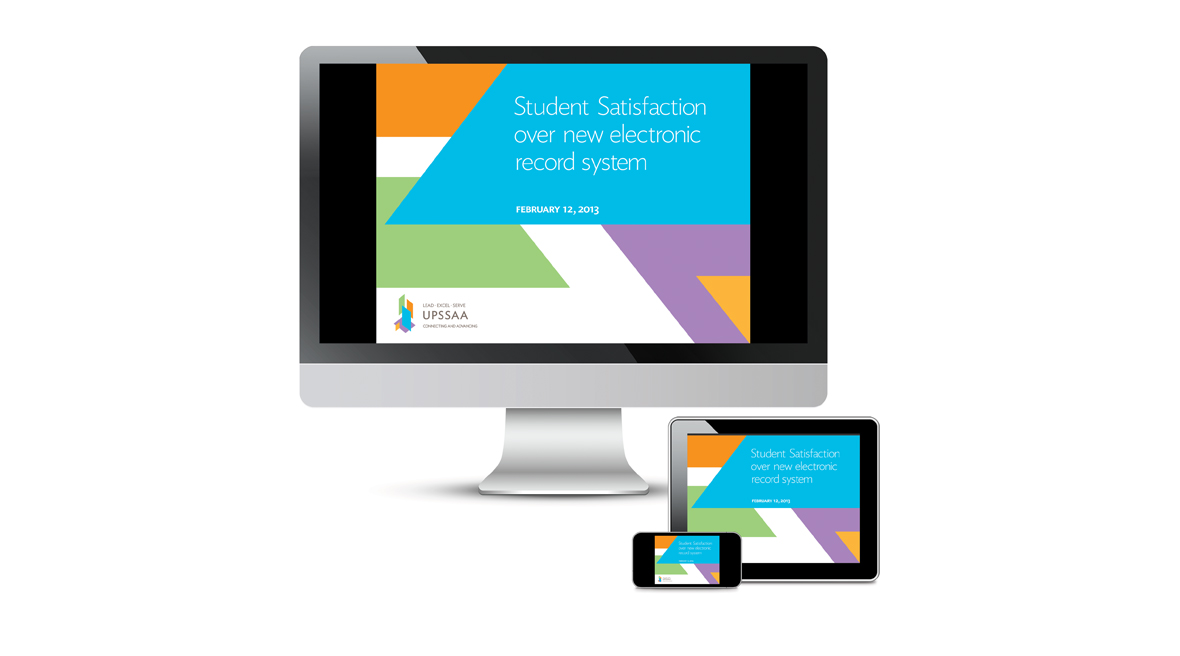 Student Satisfaction
over new electronic
record system
FEBRUARY 12, 2013
LEAD · EXCEL · SERVE
UPSSAA
CONNECTING AND ADVANCING
Student Satisfaction
over new electronic
record system
FEBRUARY 12, 2013
Student Satisfaction
over new electronic
record system